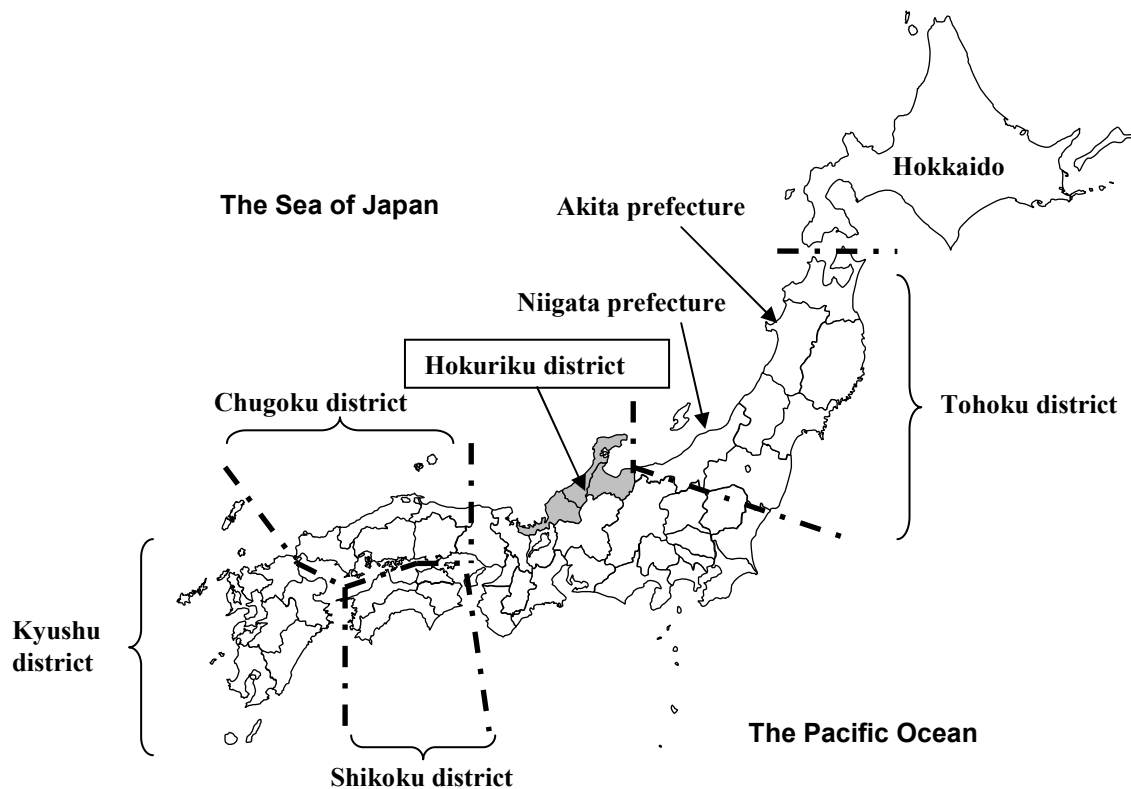 Hokkaido
The Sea of Japan
Akita prefecture
Niigata prefecture
Hokuriku district
Chugoku district
Tohoku district
Kyushu
district
The Pacific Ocean
Shikoku district